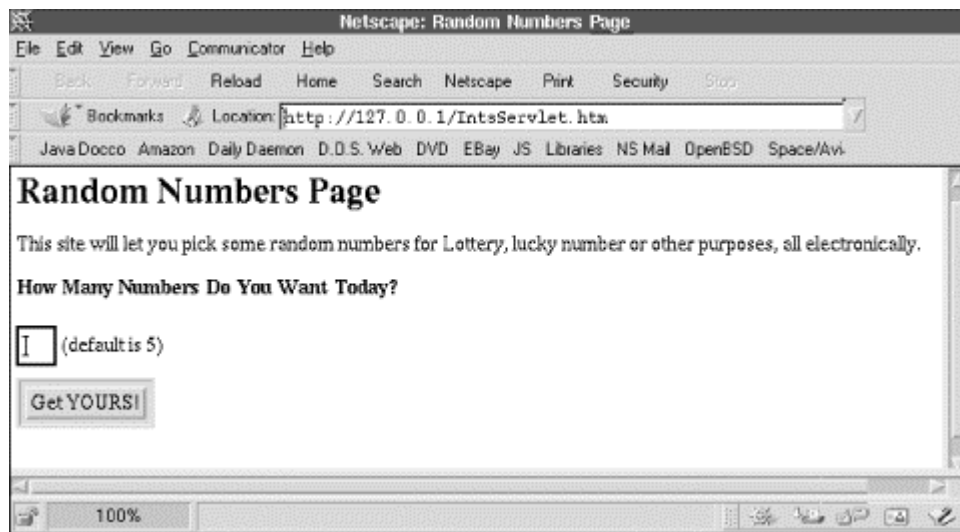 Netscape: Random Numbers Page
File Edit View Go Communicator Help
Back Forward Reload Home Search Netscape Print Security Stop
Bookmarks Location: http://127.0.0.1/IntsServlet.htm
Java Docco Amazon Daily Daemon D.D.S. Web DVD EBay JS Libraries NS Mail OpenBSD Space/Avi
Random Numbers Page
This site will let you pick some random numbers for Lottery, lucky number or other purposes, all electronically.
How Many Numbers Do You Want Today?
(default is 5)
Get YOURS!
100%